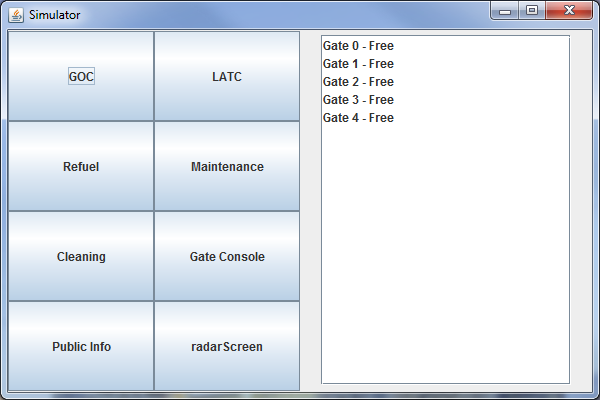 Simulator
GOC
LATC
Refuel
Maintenance
Cleaning
Gate Console
Public Info
radarScreen
Gate 0 - Free
Gate 1 - Free
Gate 2 - Free
Gate 3 - Free
Gate 4 - Free